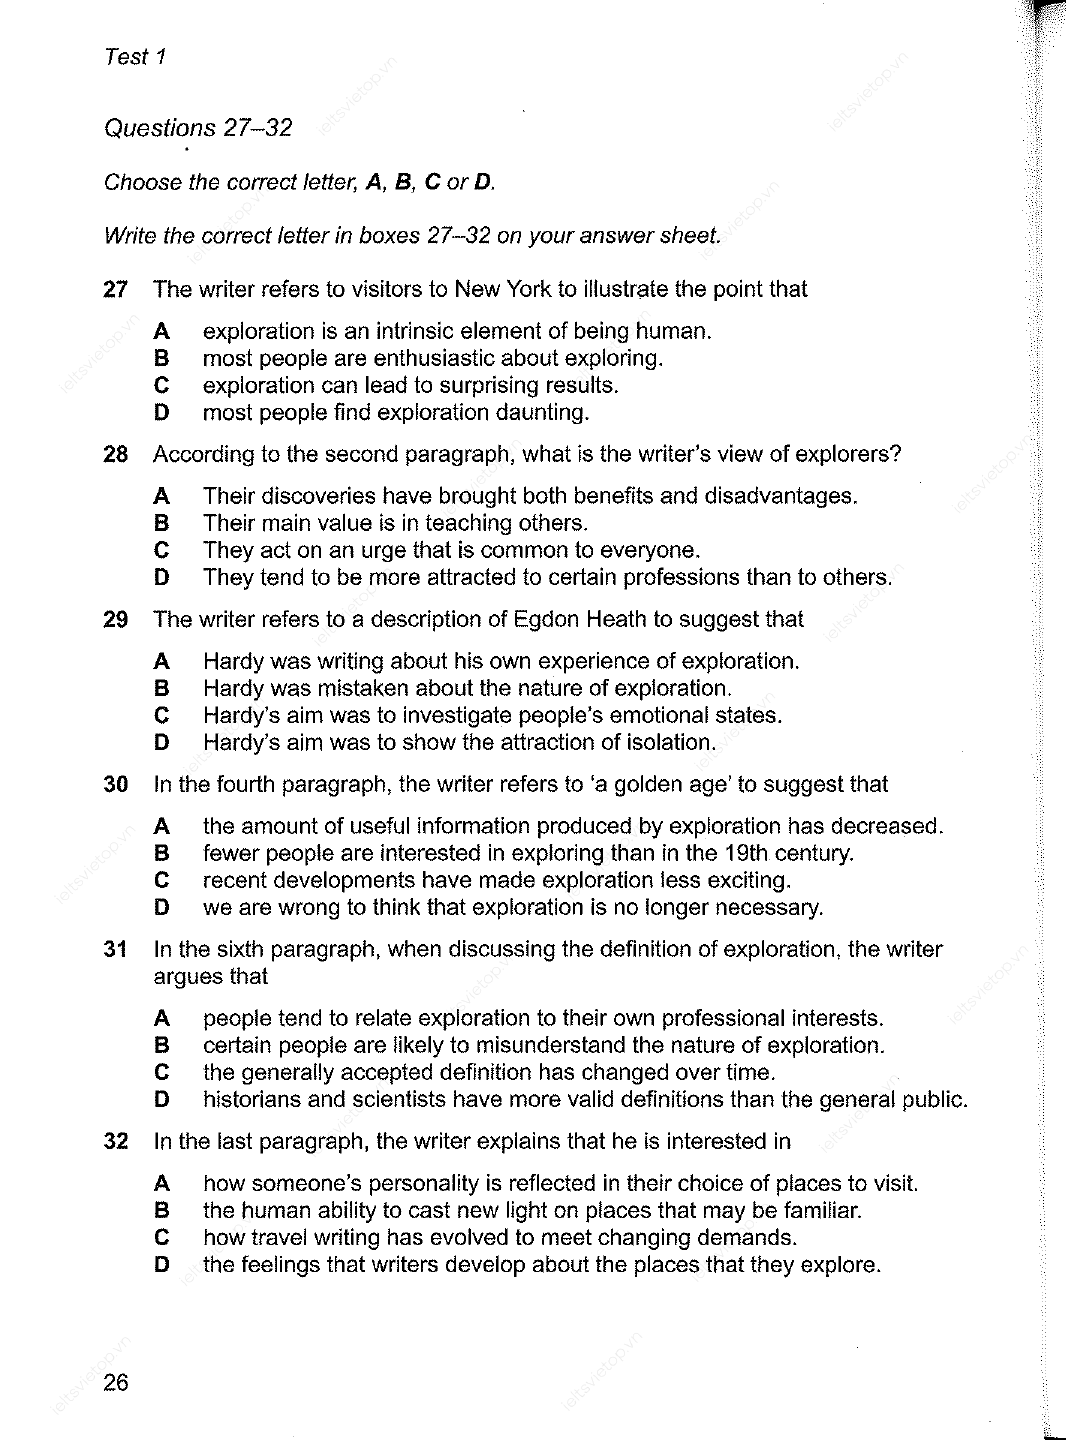 Test 1
Questions 27–32
Choose the correct letter, A, B, C or D.
Write the correct letter in boxes 27–32 on your answer sheet.
27 The writer refers to visitors to New York to illustrate the point that
A exploration is an intrinsic element of being human.
B most people are enthusiastic about exploring.
C exploration can lead to surprising results.
D most people find exploration daunting.
28 According to the second paragraph, what is the writer's view of explorers?
A Their discoveries have brought both benefits and disadvantages.
B Their main value is in teaching others.
C They act on an urge that is common to everyone.
D They tend to be more attracted to certain professions than to others.
29 The writer refers to a description of Egdon Heath to suggest that
A Hardy was writing about his own experience of exploration.
B Hardy was mistaken about the nature of exploration.
C Hardy's aim was to investigate people's emotional states.
D Hardy's aim was to show the attraction of isolation.
30 In the fourth paragraph, the writer refers to 'a golden age' to suggest that
A the amount of useful information produced by exploration has decreased.
B fewer people are interested in exploring than in the 19th century.
C recent developments have made exploration less exciting.
D we are wrong to think that exploration is no longer necessary.
31 In the sixth paragraph, when discussing the definition of exploration, the writer
argues that
A people tend to relate exploration to their own professional interests.
B certain people are likely to misunderstand the nature of exploration.
C the generally accepted definition has changed over time.
D historians and scientists have more valid definitions than the general public.
32 In the last paragraph, the writer explains that he is interested in
A how someone's personality is reflected in their choice of places to visit.
B the human ability to cast new light on places that may be familiar.
C how travel writing has evolved to meet changing demands.
D the feelings that writers develop about the places that they explore.
26
ieltsvietop.vn